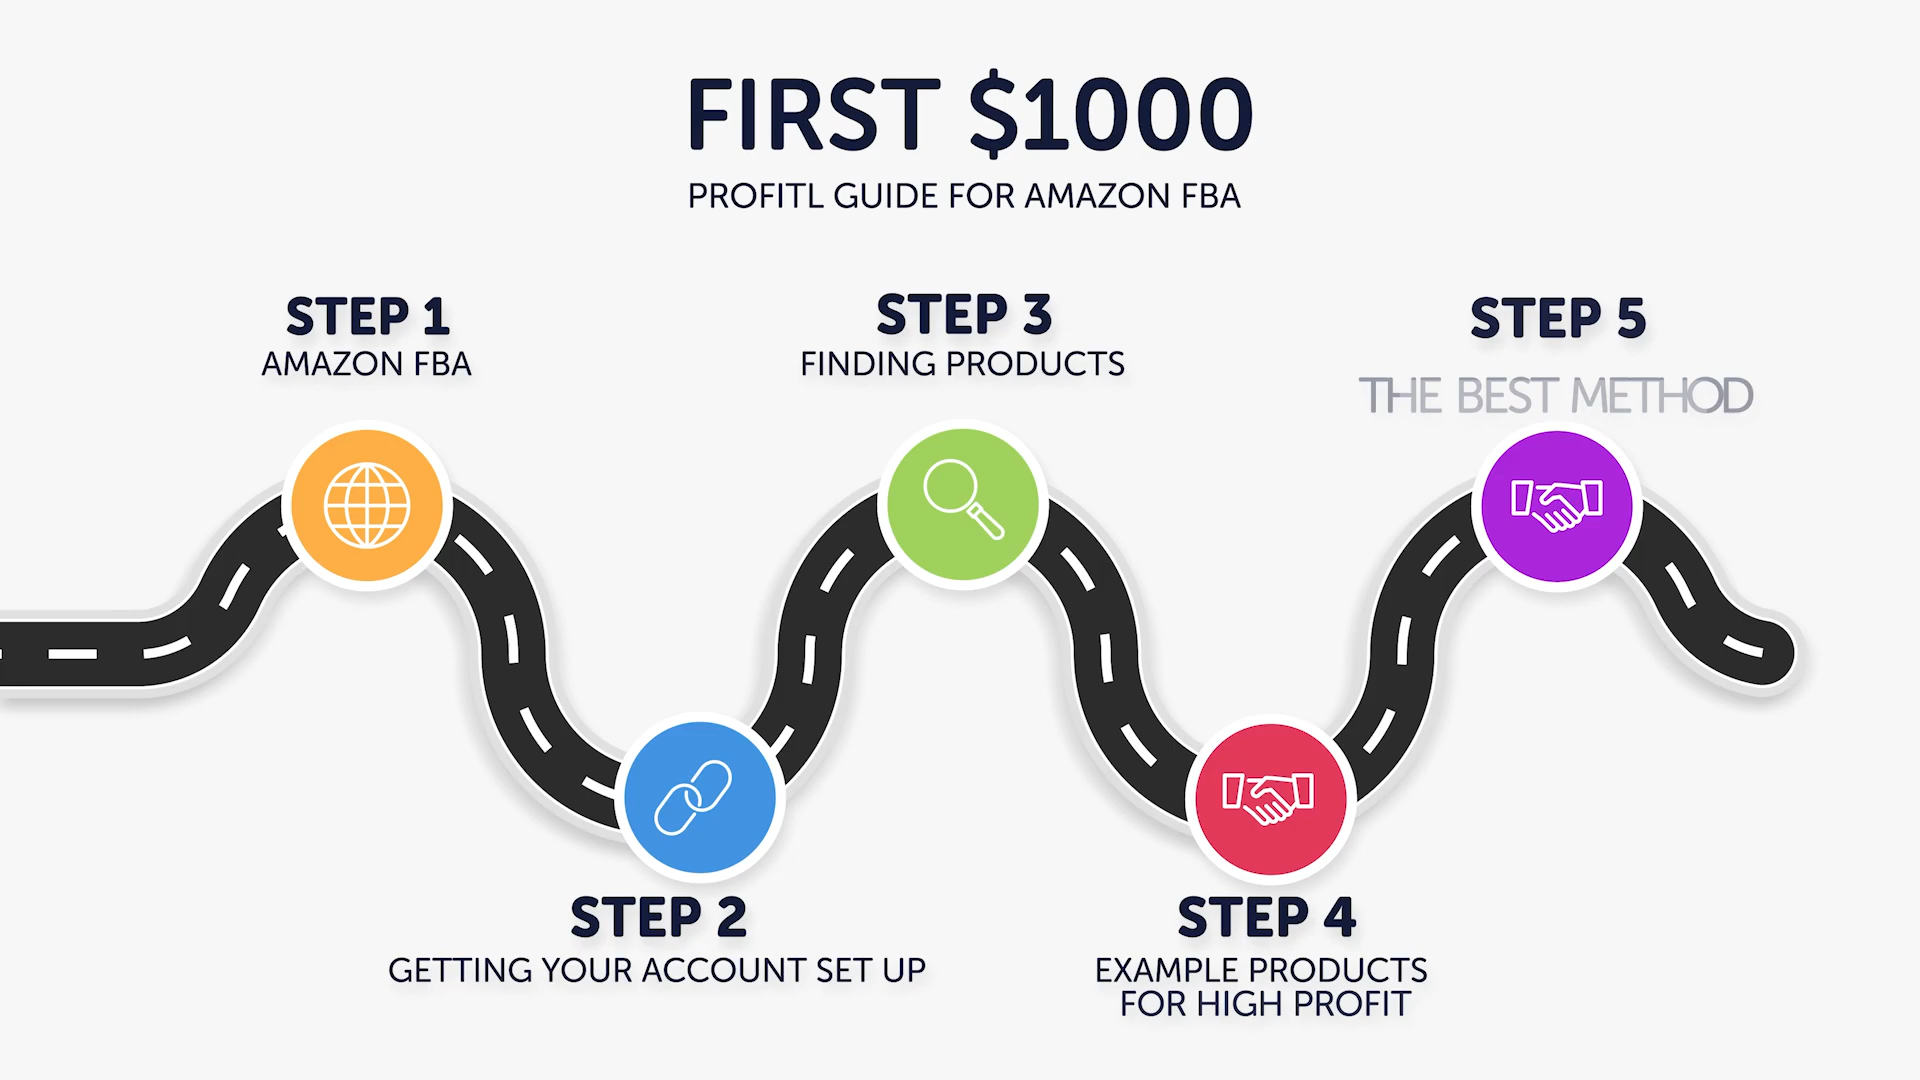 FIRST $1000
PROFITL GUIDE FOR AMAZON FBA
STEP 1
AMAZON FBA
STEP 2
GETTING YOUR ACCOUNT SET UP
STEP 3
FINDING PRODUCTS
STEP 4
EXAMPLE PRODUCTS
FOR HIGH PROFIT
STEP 5
THE BEST METHOD